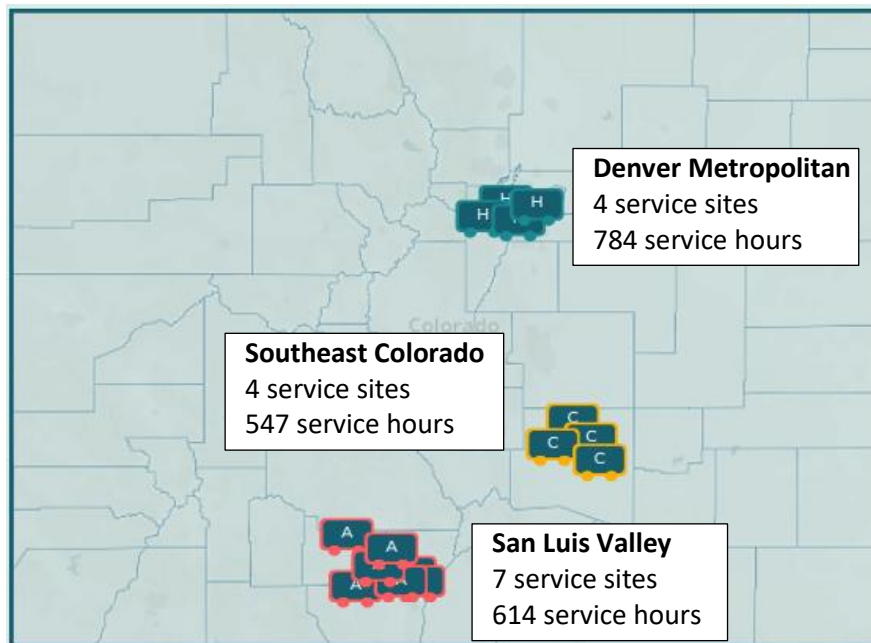 H
Denver Metropolitan
4 service sites
784 service hours
H
H
Colorado
Southeast Colorado
4 service sites
547 service hours
C
C
C
C
A
A
San Luis Valley
7 service sites
614 service hours
A
A